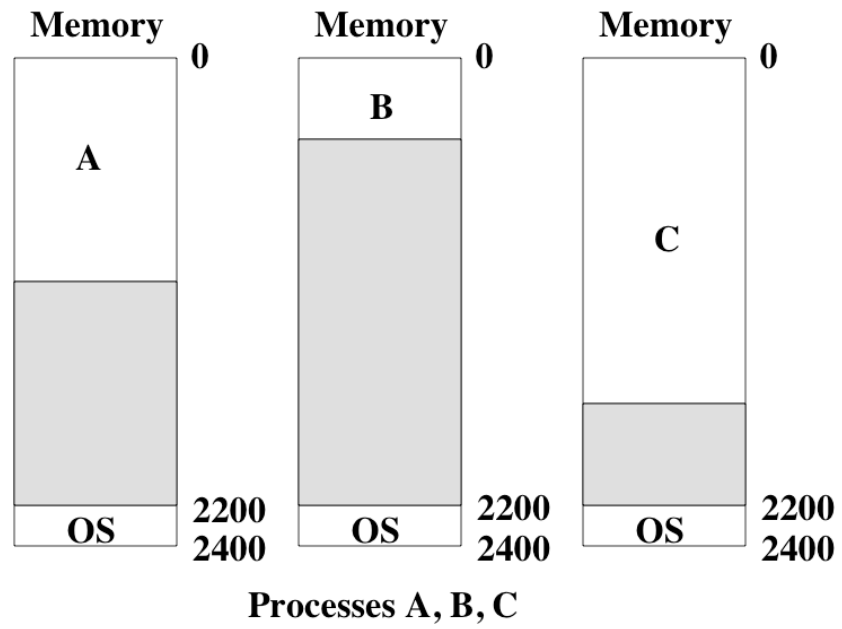 Memory Memory Memory
0 0 0
B
A
C
2200 2200 2200
OS OS OS
2400 2400 2400
Processes A, B, C